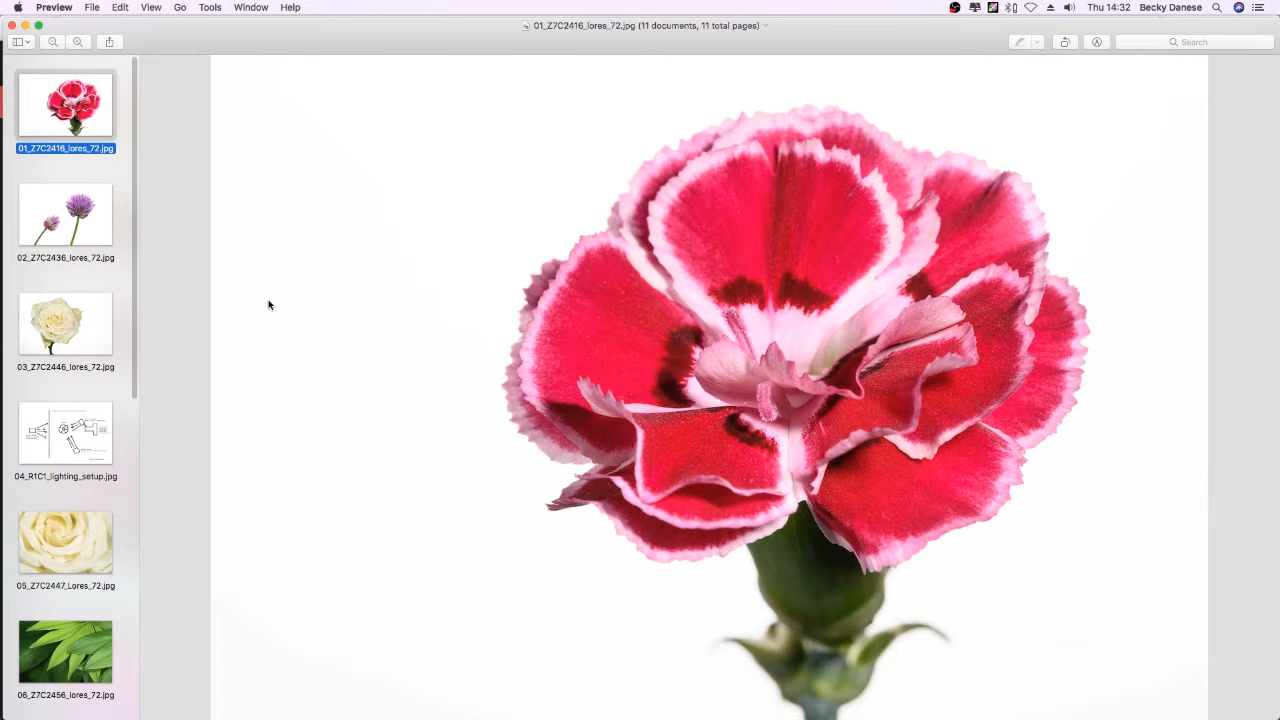 Preview File Edit View Go Tools Window Help
Thu 14:32 Becky Danese
01_Z7C2416_lores_72.jpg (11 documents, 11 total pages)
Search
01_Z7C2416_lores_72.jpg
02_Z7C2436_lores_72.jpg
03_Z7C2446_lores_72.jpg
04_R1C1_lighting_setup.jpg
05_Z7C2447_Lores_72.jpg
06_Z7C2456_lores_72.jpg